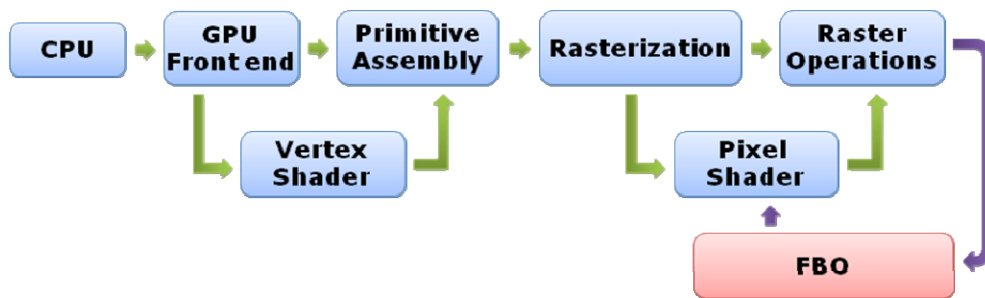 CPU
GPU
Front end
Primitive
Assembly
Rasterization
Raster
Operations
Vertex
Shader
Pixel
Shader
FBO